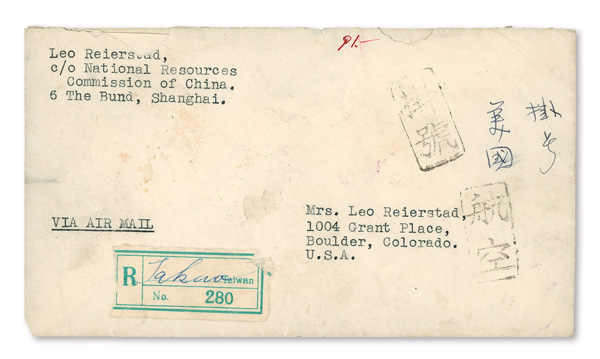 91-
Leo Reierstad,
c/o National Resources
Commission of China.
6 The Bund, Shanghai.
掛號
美國
掛号
VIA AIR MAIL
Mrs. Leo Reierstad,
1004 Grant Place,
Boulder, Colorado.
U.S.A.
航空
R Takao Taiwan
No. 280